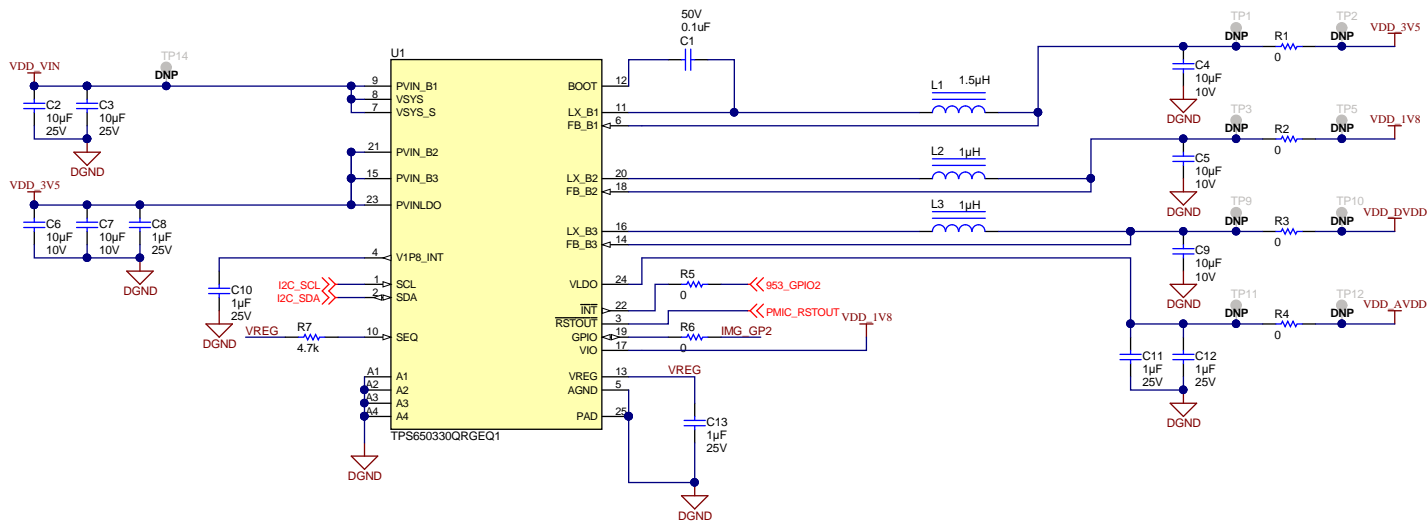 U1
TPS650330QRGEQ1
VDD_VIN
TP14
DNP
C2
10µF
25V
C3
10µF
25V
DGND
VDD_3V5
C6
10µF
10V
C7
10µF
10V
C8
1µF
25V
DGND
C10
1µF
25V
DGND
I2C_SCL
I2C_SDA
VREG
R7
4.7k
DGND
9 PVIN_B1
8 VSYS
7 VSYS_S
21 PVIN_B2
15 PVIN_B3
23 PVINLDO
4 V1P8_INT
1 SCL
2 SDA
10 SEQ
A1 A1
A2 A2
A3 A3
A4 A4
BOOT 12
LX_B1 11
FB_B1 6
LX_B2 20
FB_B2 18
LX_B3 16
FB_B3 14
VLDO 24
INT 22
RSTOUT 3
GPIO 19
VIO 17
VREG 13
AGND 5
PAD 25
50V
0.1uF
C1
L1
1.5µH
L2
1µH
L3
1µH
TP1
DNP
R1
0
TP2
DNP
VDD_3V5
C4
10µF
10V
DGND
TP3
DNP
R2
0
TP5
DNP
VDD_1V8
C5
10µF
10V
DGND
TP9
DNP
R3
0
TP10
DNP
VDD_DVDD
C9
10µF
10V
DGND
TP11
DNP
R4
0
TP12
DNP
VDD_AVDD
C11
1µF
25V
C12
1µF
25V
DGND
R5
0
953_GPIO2
PMIC_RSTOUT
VDD_1V8
R6
0
IMG_GP2
VREG
C13
1µF
25V
DGND